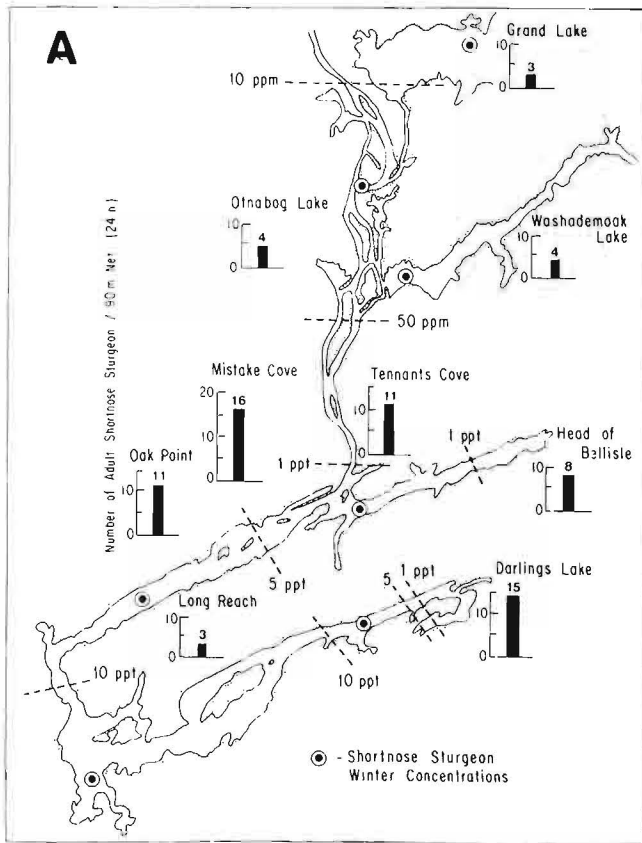 A
Grand Lake
10
3
0
10 ppm
Otnabog Lake
10
4
0
Washademoak
Lake
10
4
0
Number of Adult Shortnose Sturgeon / 90m Net (24 h)
50 ppm
Mistake Cove
20
16
10
0
Tennants Cove
11
10
0
1 ppt
1 ppt
Head of
Bellisle
10
8
0
Oak Point
11
10
0
5 ppt
Darlings Lake
15
10
0
5
1 ppt
Long Reach
10
3
0
10 ppt
10 ppt
- Shortnose Sturgeon
Winter Concentrations